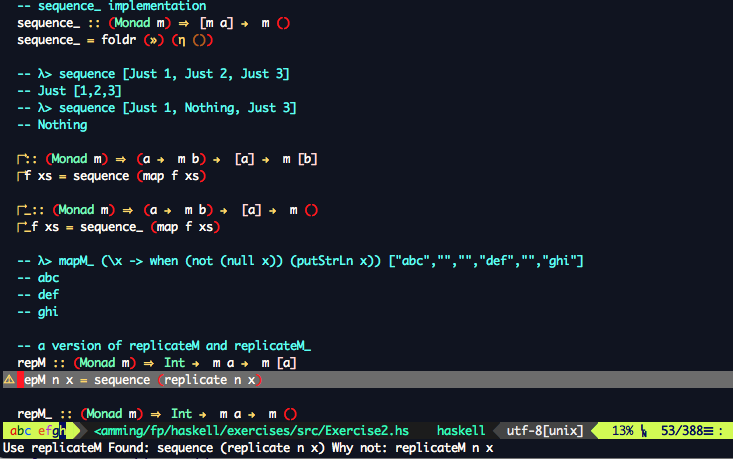 -- sequence_ implementation
sequence_ :: (Monad m) ⇒ [m a] → m ()
sequence_ = foldr (») (η ())
-- λ> sequence [Just 1, Just 2, Just 3]
-- Just [1,2,3]
-- λ> sequence [Just 1, Nothing, Just 3]
-- Nothing
:: (Monad m) ⇒ (a → m b) → [a] → m [b]
f xs = sequence (map f xs)
_:: (Monad m) ⇒ (a → m b) → [a] → m ()
_f xs = sequence_ (map f xs)
-- λ> mapM_ (\x -> when (not (null x)) (putStrLn x)) ["abc","","","def","","ghi"]
-- abc
-- def
-- ghi
-- a version of replicateM and replicateM_
repM :: (Monad m) ⇒ Int → m a → m [a]
epM n x = sequence (replicate n x)
repM_ :: (Monad m) ⇒ Int → m a → m ()
abc efgh <amming/fp/haskell/exercises/src/Exercise2.hs haskell utf-8[unix] 13% 53/388☰ :
Use replicateM Found: sequence (replicate n x) Why not: replicateM n x